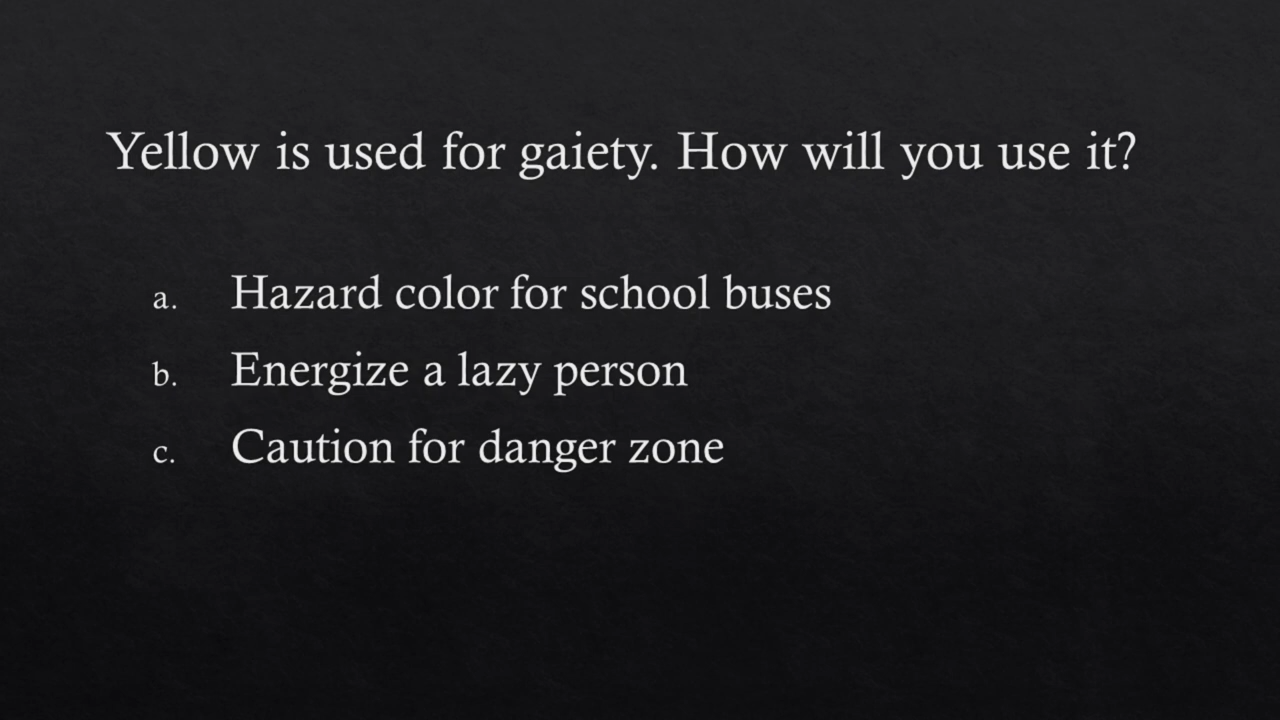 Yellow is used for gaiety. How will you use it?
a. Hazard color for school buses
b. Energize a lazy person
c. Caution for danger zone